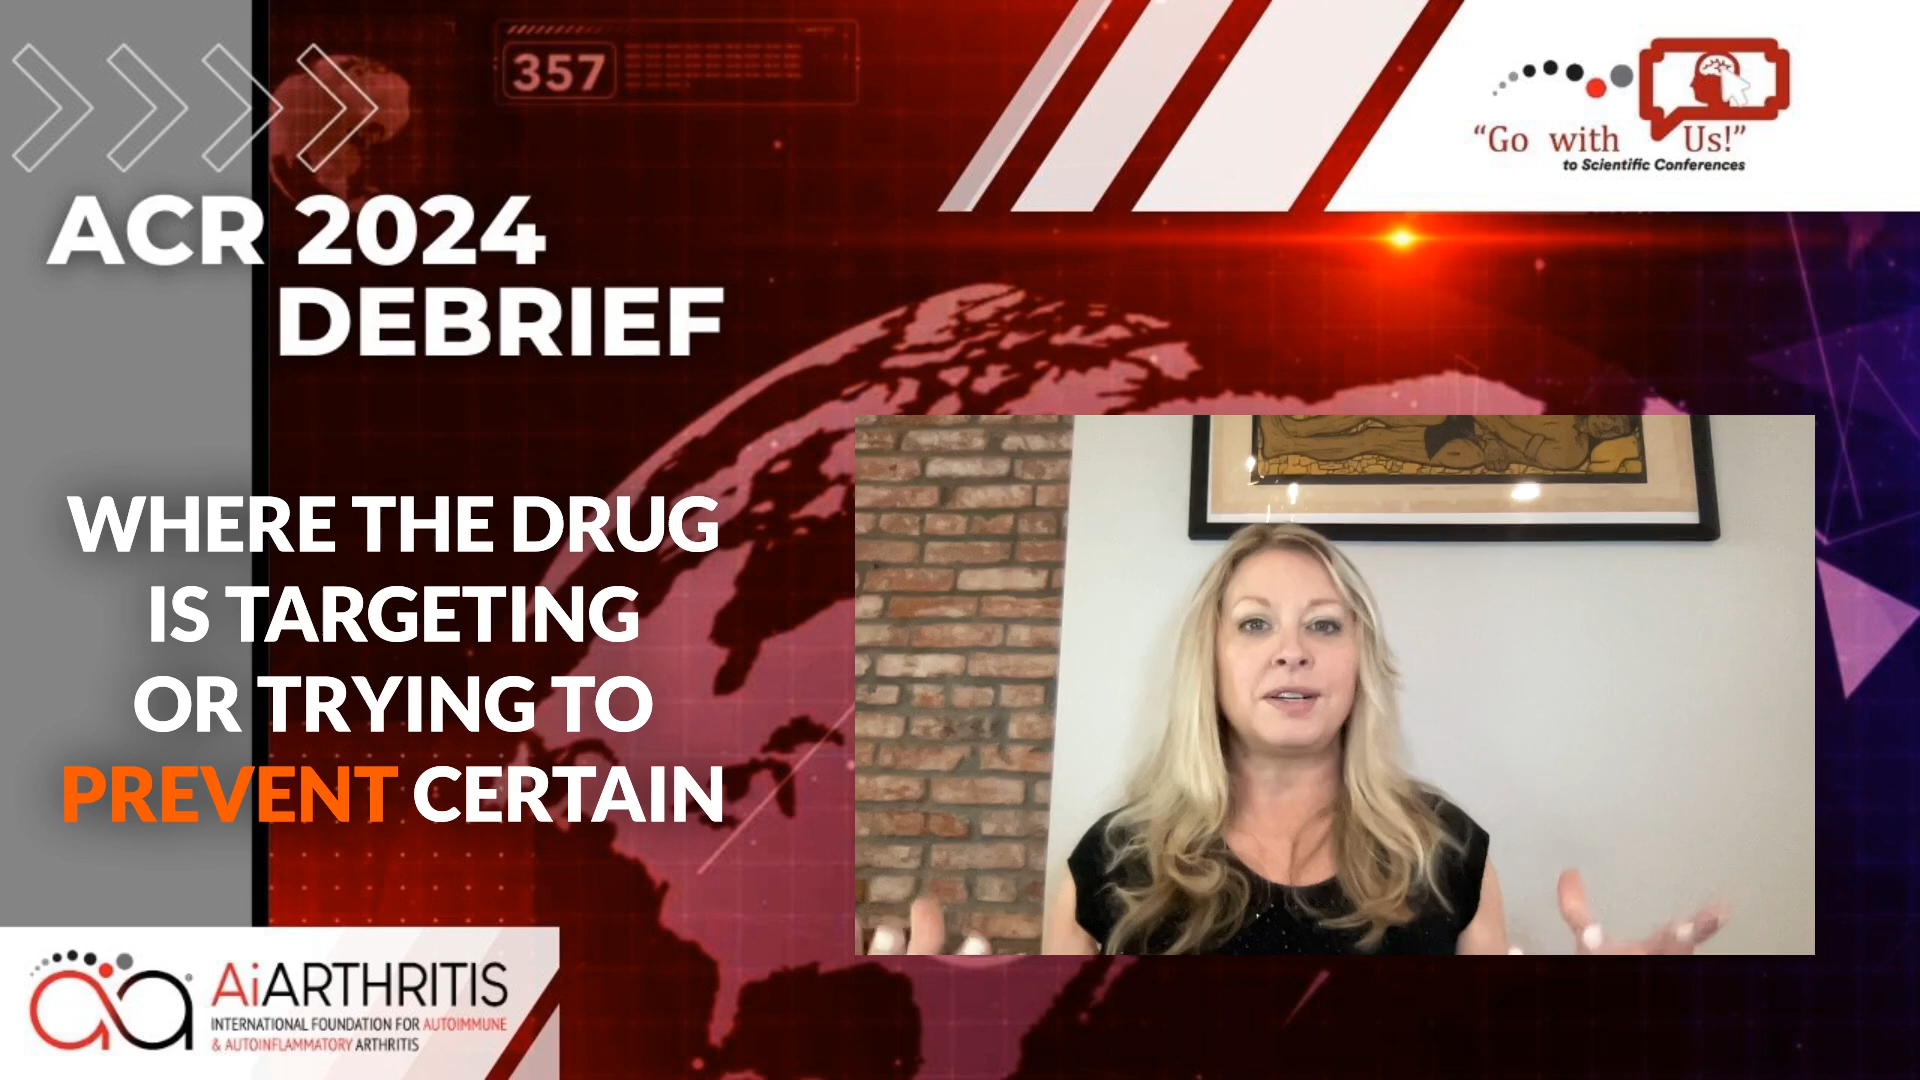 357
"Go with Us!"
to Scientific Conferences
ACR 2024
DEBRIEF
WHERE THE DRUG
IS TARGETING
OR TRYING TO
PREVENT CERTAIN
AiARTHRITIS
INTERNATIONAL FOUNDATION FOR AUTOIMMUNE
& AUTOINFLAMMATORY ARTHRITIS